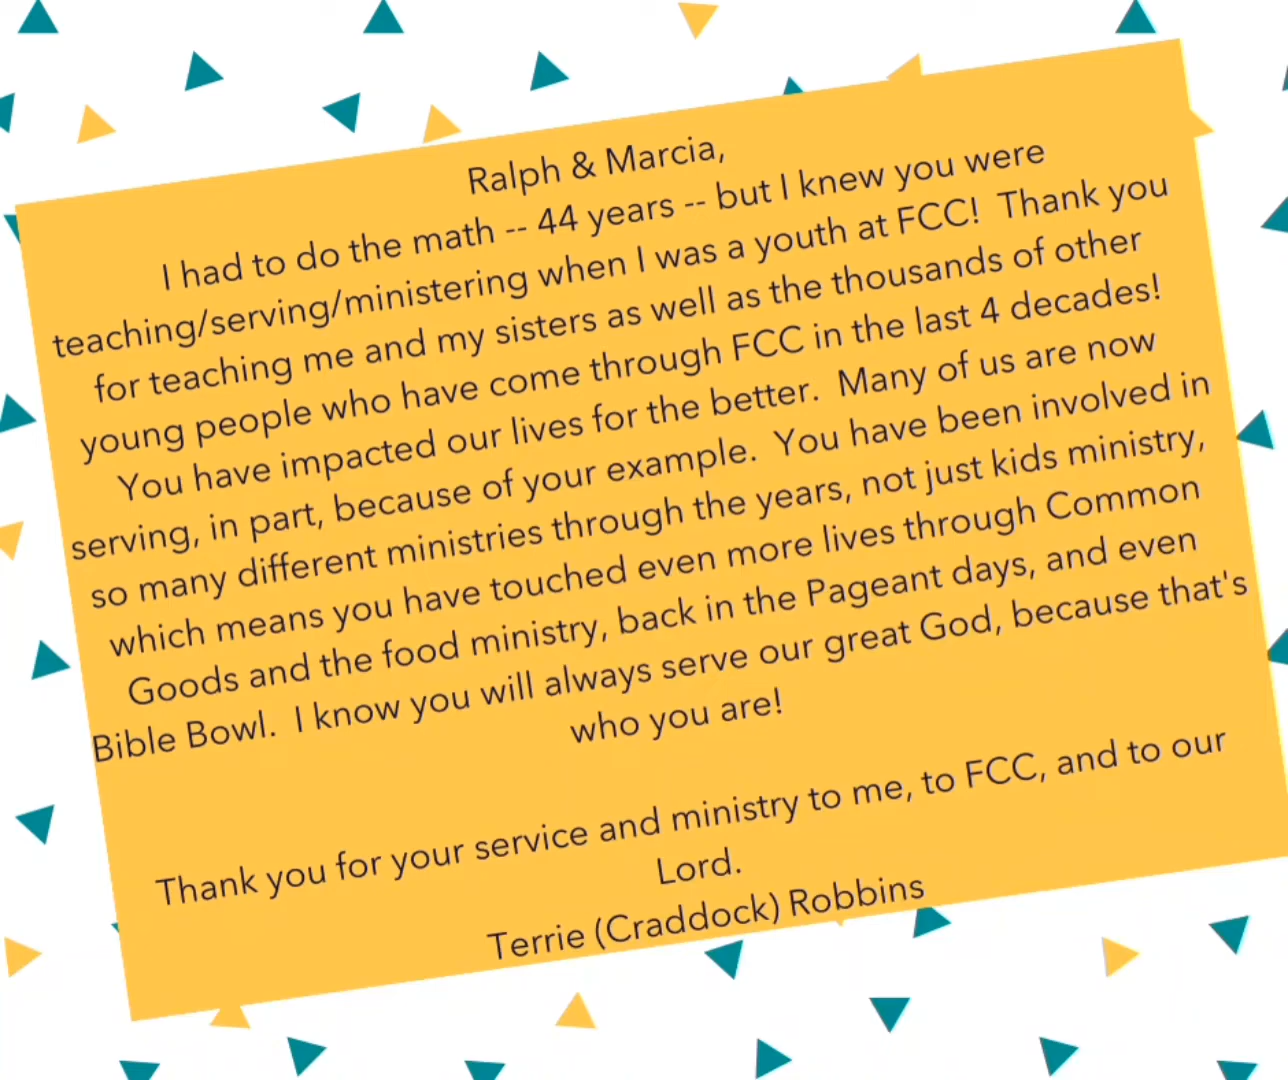 Ralph & Marcia,
I had to do the math -- 44 years -- but I knew you were
teaching/serving/ministering when I was a youth at FCC!  Thank you
for teaching me and my sisters as well as the thousands of other
young people who have come through FCC in the last 4 decades!
You have impacted our lives for the better.  Many of us are now
serving, in part, because of your example.  You have been involved in
so many different ministries through the years, not just kids ministry,
which means you have touched even more lives through Common
Goods and the food ministry, back in the Pageant days, and even
Bible Bowl.  I know you will always serve our great God, because that's
who you are!
Thank you for your service and ministry to me, to FCC, and to our
Lord.
Terrie (Craddock) Robbins